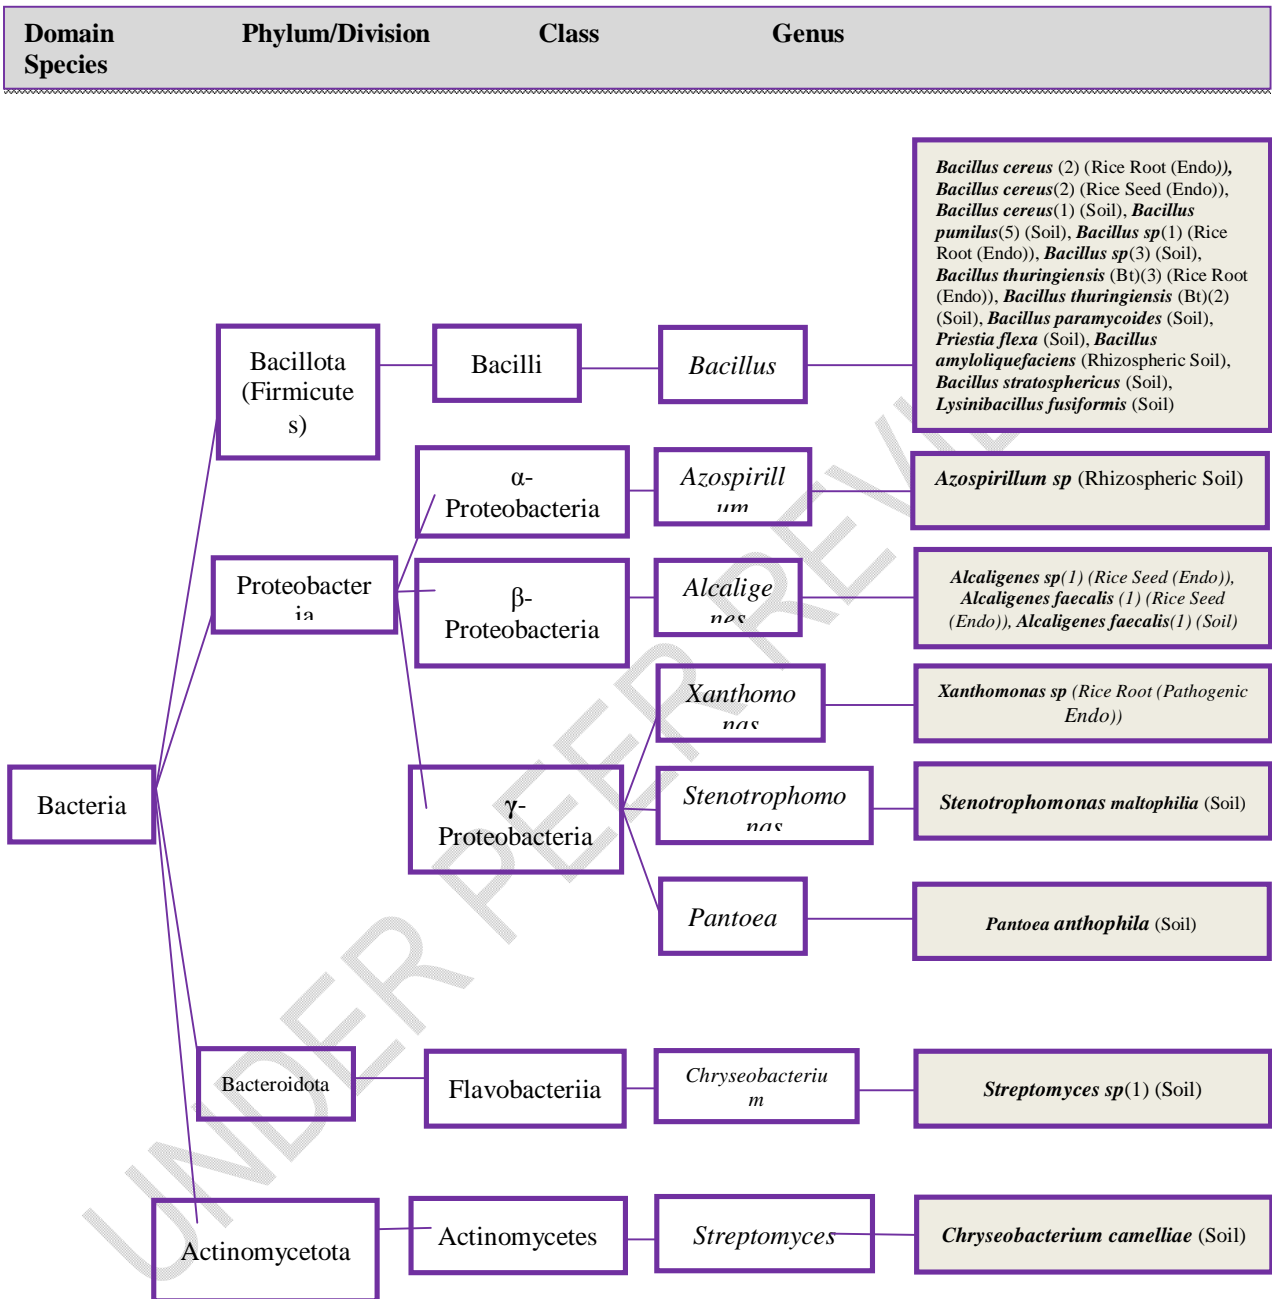 Domain Phylum/Division Class Genus
Species
Bacillus cereus (2) (Rice Root (Endo)),
Bacillus cereus(2) (Rice Seed (Endo)),
Bacillus cereus(1) (Soil), Bacillus
pumilus(5) (Soil), Bacillus sp(1) (Rice
Root (Endo)), Bacillus sp(3) (Soil),
Bacillus thuringiensis (Bt)(3) (Rice Root
(Endo)), Bacillus thuringiensis (Bt)(2)
(Soil), Bacillus paramycoides (Soil),
Priestia flexa (Soil), Bacillus
amyloliquefaciens (Rhizospheric Soil),
Bacillus stratosphericus (Soil),
Lysinibacillus fusiformis (Soil)
Bacillota
(Firmicute
s)
Bacilli
Bacillus
α-
Proteobacteria
Azospirill
um
Azospirillum sp (Rhizospheric Soil)
Proteobacter
ia
β-
Proteobacteria
Alcalige
nes
Alcaligenes sp(1) (Rice Seed (Endo)),
Alcaligenes faecalis (1) (Rice Seed
(Endo)), Alcaligenes faecalis(1) (Soil)
Xanthomo
nas
Xanthomonas sp (Rice Root (Pathogenic
Endo))
Bacteria
γ-
Proteobacteria
Stenotrophomo
nas
Stenotrophomonas maltophilia (Soil)
Pantoea
Pantoea anthophila (Soil)
Bacteroidota
Flavobacteriia
Chryseobacteriu
m
Streptomyces sp(1) (Soil)
Actinomycetota
Actinomycetes
Streptomyces
Chryseobacterium camelliae (Soil)
UNDER PEER REVIE